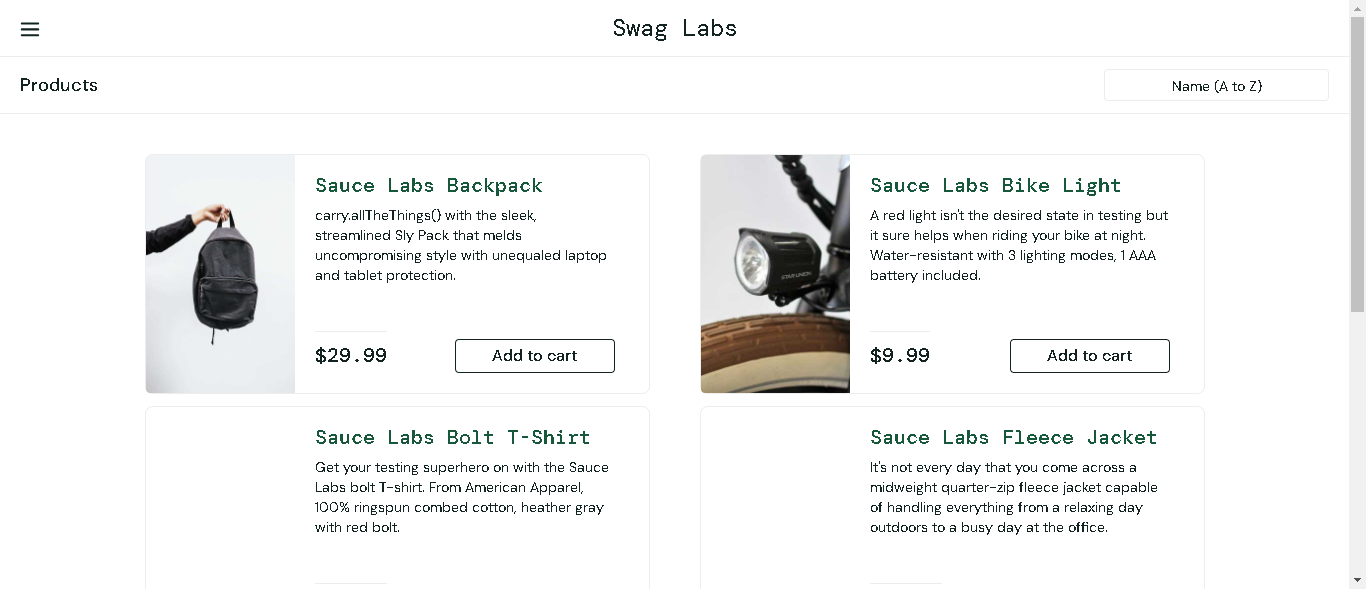 Swag Labs
Products
Name (A to Z)
Sauce Labs Backpack
carry.allTheThings() with the sleek,
streamlined Sly Pack that melds
uncompromising style with unequaled laptop
and tablet protection.
$29.99
Add to cart
Sauce Labs Bike Light
A red light isn't the desired state in testing but
it sure helps when riding your bike at night.
Water-resistant with 3 lighting modes, 1 AAA
battery included.
STAR UNION
$9.99
Add to cart
Sauce Labs Bolt T-Shirt
Get your testing superhero on with the Sauce
Labs bolt T-shirt. From American Apparel,
100% ringspun combed cotton, heather gray
with red bolt.
Sauce Labs Fleece Jacket
It's not every day that you come across a
midweight quarter-zip fleece jacket capable
of handling everything from a relaxing day
outdoors to a busy day at the office.